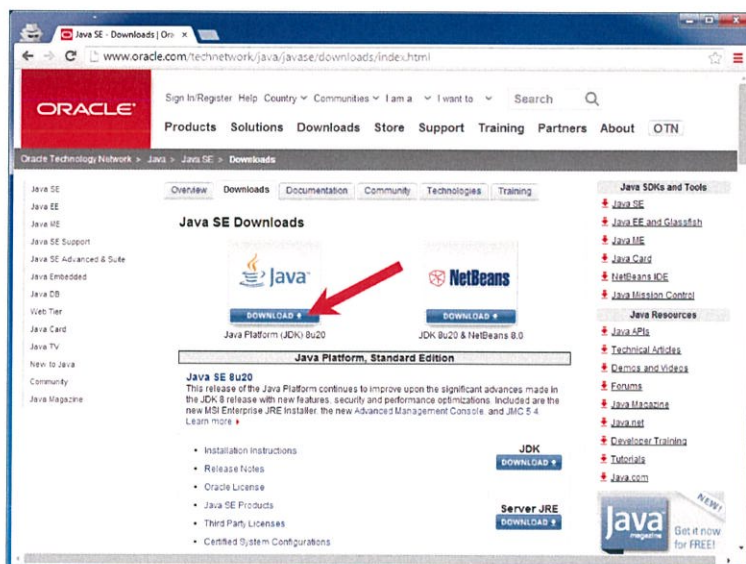 Java SE - Downloads | Ora
www.oracle.com/technetwork/java/javase/downloads/index.html
ORACLE
Sign In/Register Help Country Communities I am a I want to Search
Products Solutions Downloads Store Support Training Partners About OTN
Oracle Technology Network > Java > Java SE > Downloads
Java SE
Java EE
Java ME
Java SE Support
Java SE Advanced & Suite
Java Embedded
Java DB
Web Tier
Java Card
Java TV
New to Java
Community
Java Magazine
Overview Downloads Documentation Community Technologies Training
Java SE Downloads
Java
DOWNLOAD
Java Platform (JDK) 8u20
NetBeans
DOWNLOAD
JDK 8u20 & NetBeans 8.0
Java Platform, Standard Edition
Java SE 8u20
This release of the Java Platform continues to improve upon the significant advances made in
the JDK 8 release with new features, security and performance optimizations. Included are the
new MSI Enterprise JRE Installer, the new Advanced Management Console, and JMC 5.4.
Learn more
• Installation Instructions
• Release Notes
• Oracle License
• Java SE Products
• Third Party Licenses
• Certified System Configurations
JDK
DOWNLOAD
Server JRE
DOWNLOAD
Java SDKs and Tools
Java SE
Java EE and Glassfish
Java ME
Java Card
NetBeans IDE
Java Mission Control
Java Resources
Java APIs
Technical Articles
Demos and Videos
Forums
Java Magazine
Java.net
Developer Training
Tutorials
Java.com
NEW!
Java
magazine
Get it now
for FREE!